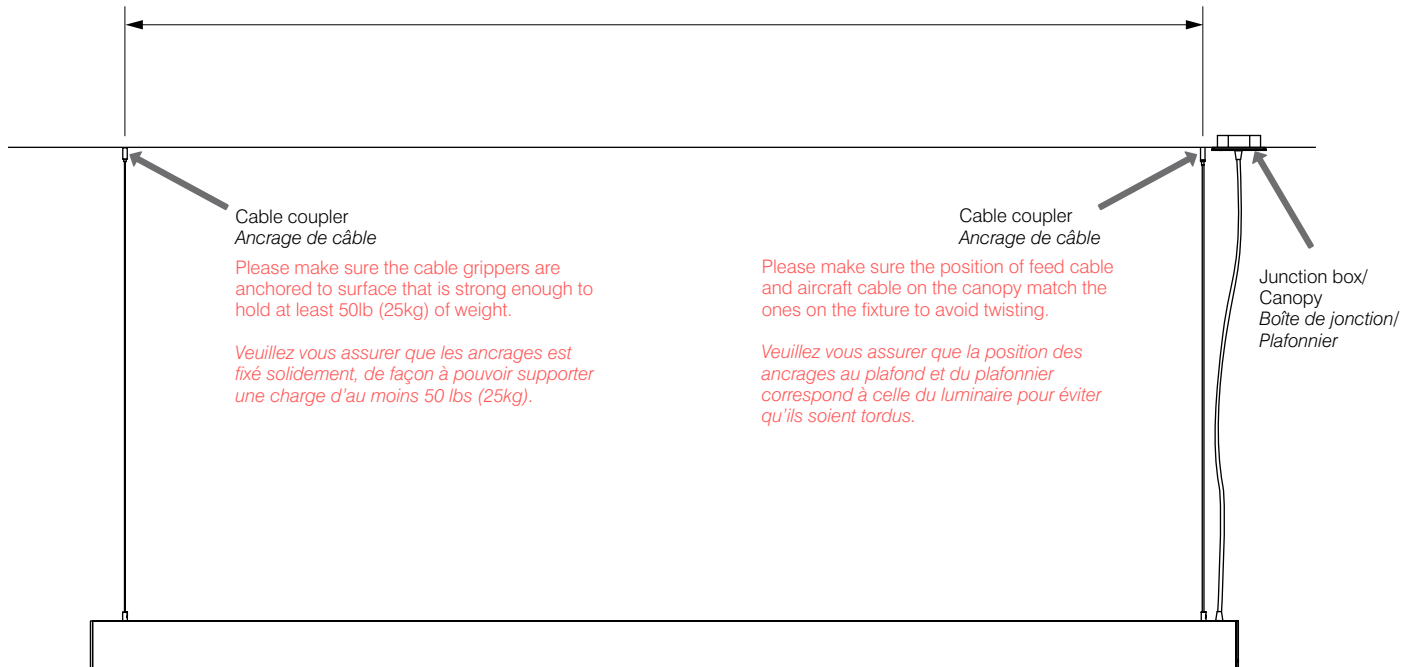 Cable coupler
Ancrage de câble
Please make sure the cable grippers are
anchored to surface that is strong enough to
hold at least 50lb (25kg) of weight.
Veuillez vous assurer que les ancrages est
fixé solidement, de façon à pouvoir supporter
une charge d'au moins 50 lbs (25kg).
Cable coupler
Ancrage de câble
Please make sure the position of feed cable
and aircraft cable on the canopy match the
ones on the fixture to avoid twisting.
Veuillez vous assurer que la position des
ancrages au plafond et du plafonnier
correspond à celle du luminaire pour éviter
qu'ils soient tordus.
Junction box/
Canopy
Boîte de jonction/
Plafonnier